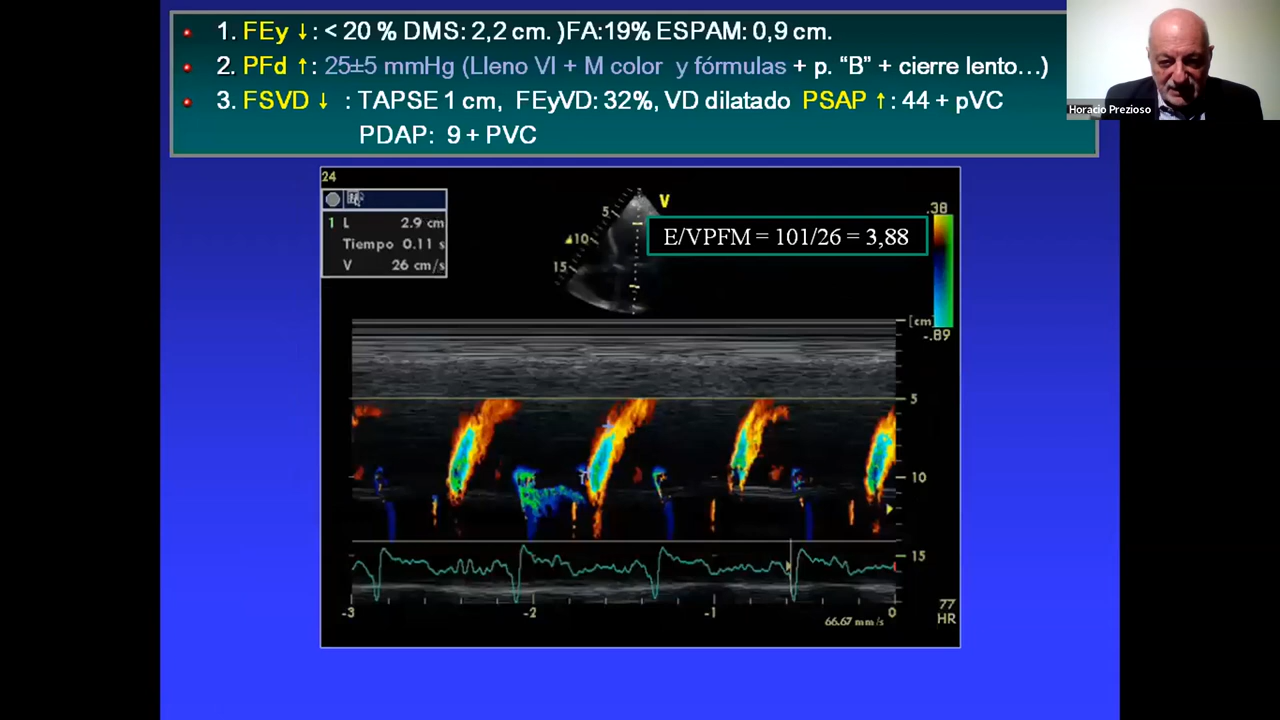 1. FEy ↓ : < 20 % DMS: 2,2 cm. )FA:19% ESPAM: 0,9 cm.
2. PFd ↑: 25±5 mmHg (Lleno VI + M color y fórmulas + p. “B” + cierre lento…)
3. FSVD ↓ : TAPSE 1 cm, FEyVD: 32%, VD dilatado PSAP ↑ : 44 + pVC
PDAP: 9 + PVC
Horacio Prezioso
24
1 L 2.9 cm
Tiempo 0.11 s
V 26 cm/s
5
10
15
V
E/VPFM = 101/26 = 3,88
.38
-.89
[cm]
5
10
15
-3 -2 -1 0
66.67 mm/s
77
HR